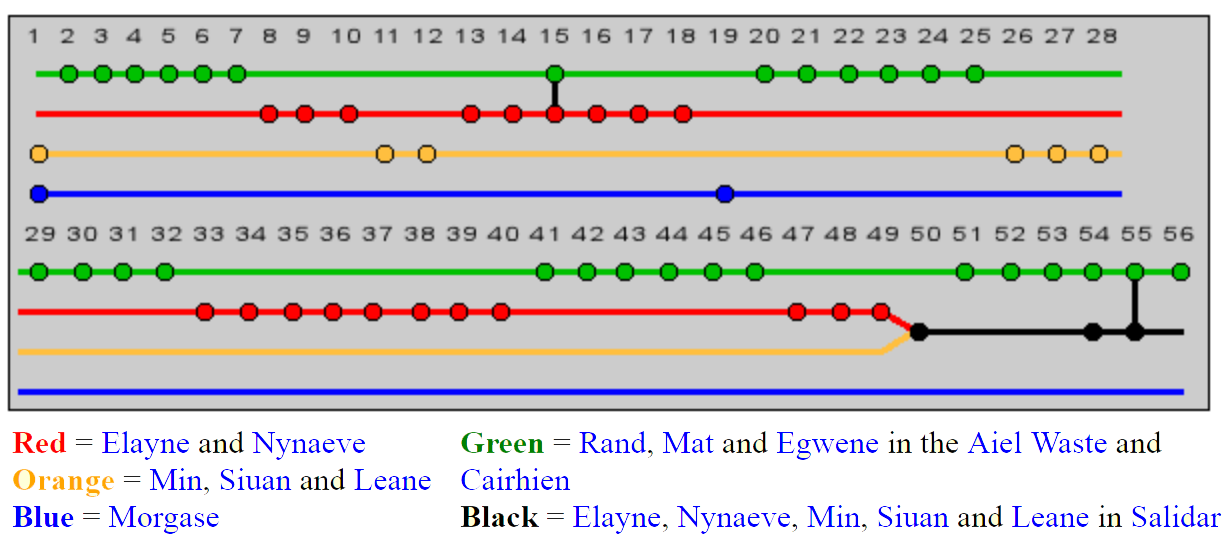 1 2 3 4 5 6 7 8 9 10 11 12 13 14 15 16 17 18 19 20 21 22 23 24 25 26 27 28
29 30 31 32 33 34 35 36 37 38 39 40 41 42 43 44 45 46 47 48 49 50 51 52 53 54 55 56
Red = Elayne and Nynaeve
Orange = Min, Siuan and Leane
Blue = Morgase
Green = Rand, Mat and Egwene in the Aiel Waste and
Cairhien
Black = Elayne, Nynaeve, Min, Siuan and Leane in Salidar